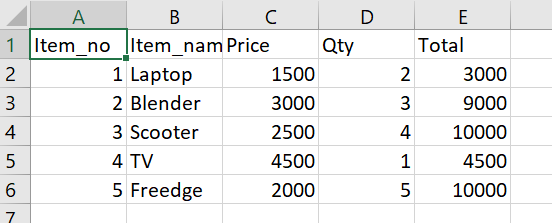 A B C D E
1 Item_no Item_nam Price Qty Total
2 1 Laptop 1500 2 3000
3 2 Blender 3000 3 9000
4 3 Scooter 2500 4 10000
5 4 TV 4500 1 4500
6 5 Freedge 2000 5 10000
7